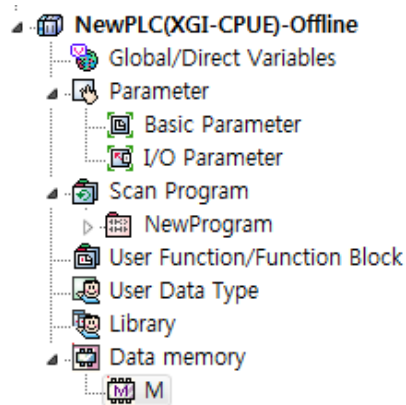 NewPLC(XGI-CPUE)-Offline
Global/Direct Variables
Parameter
Basic Parameter
I/O Parameter
Scan Program
NewProgram
User Function/Function Block
User Data Type
Library
Data memory
M